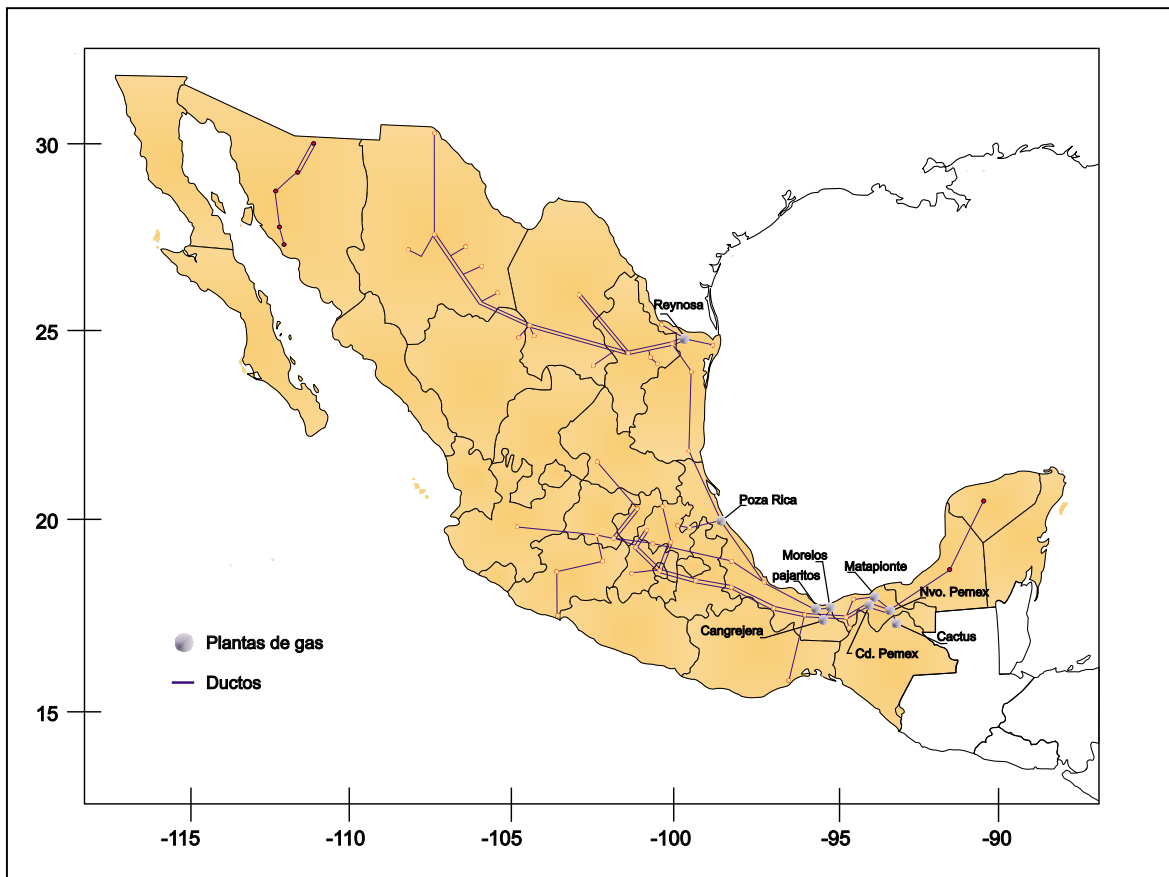 30
25
20
15
-115
-110
-105
-100
-95
-90
Reynosa
Poza Rica
Morelos
pajaritos
Matapionte
Nvo. Pemex
Cangrejera
Cactus
Cd. Pemex
Plantas de gas
Ductos